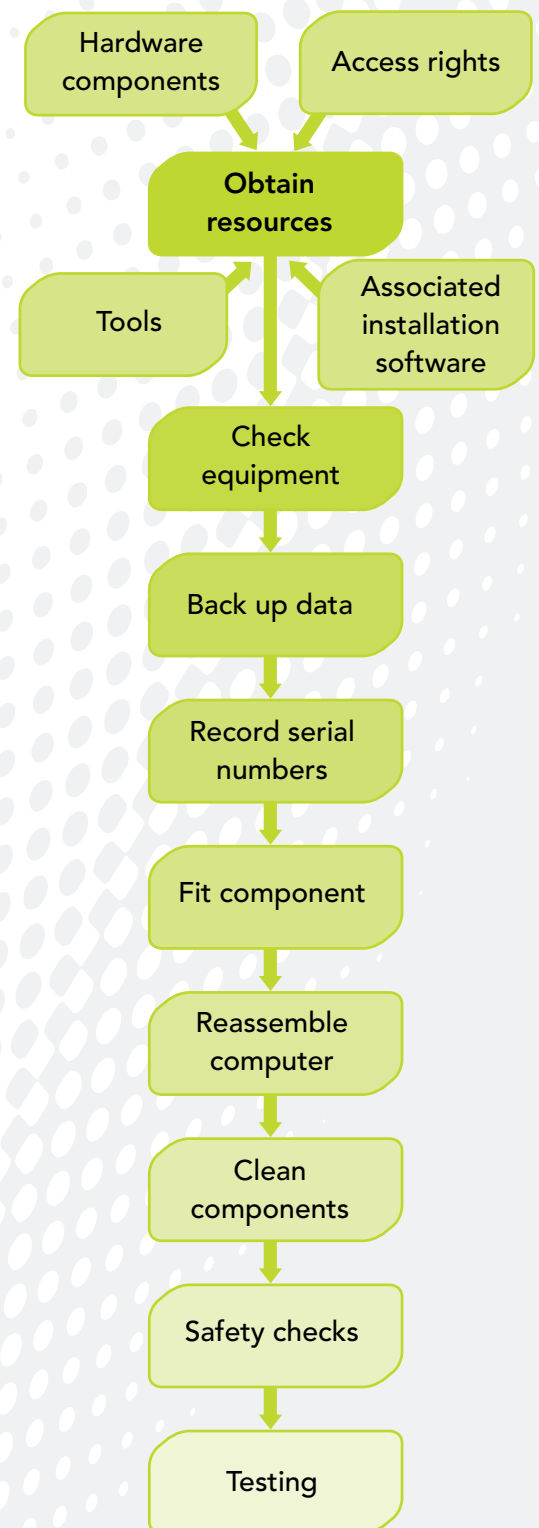 Hardware
components
Access rights
Obtain
resources
Tools
Associated
installation
software
Check
equipment
Back up data
Record serial
numbers
Fit component
Reassemble
computer
Clean
components
Safety checks
Testing